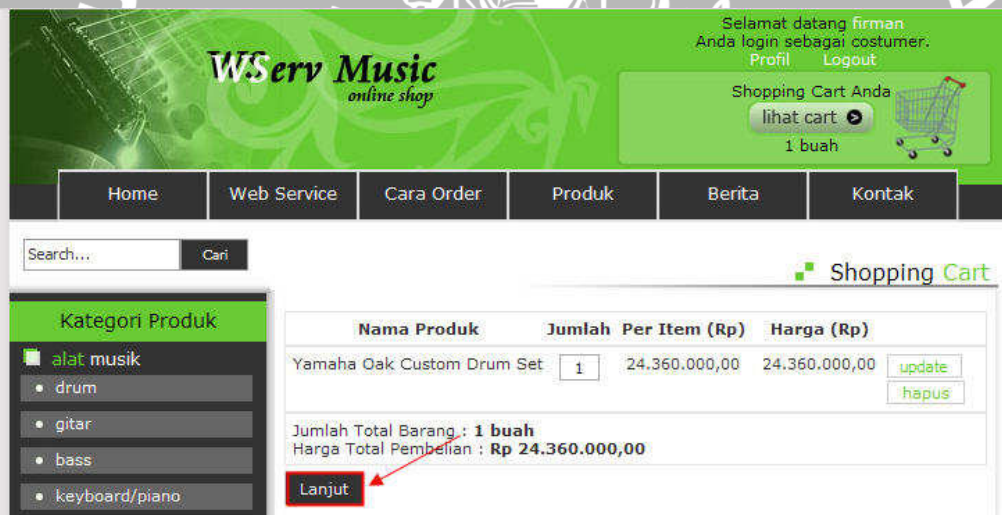 Selamat datang firman
Anda login sebagai costumer.
Profil Logout
WServ Music
online shop
Shopping Cart Anda
lihat cart
1 buah
Home Web Service Cara Order Produk Berita Kontak
Search... Cari
Shopping Cart
Kategori Produk
alat musik
drum
gitar
bass
keyboard/piano
Nama Produk Jumlah Per Item (Rp) Harga (Rp)
Yamaha Oak Custom Drum Set 1 24.360.000,00 24.360.000,00 update
hapus
Jumlah Total Barang : 1 buah
Harga Total Pembelian : Rp 24.360.000,00
Lanjut